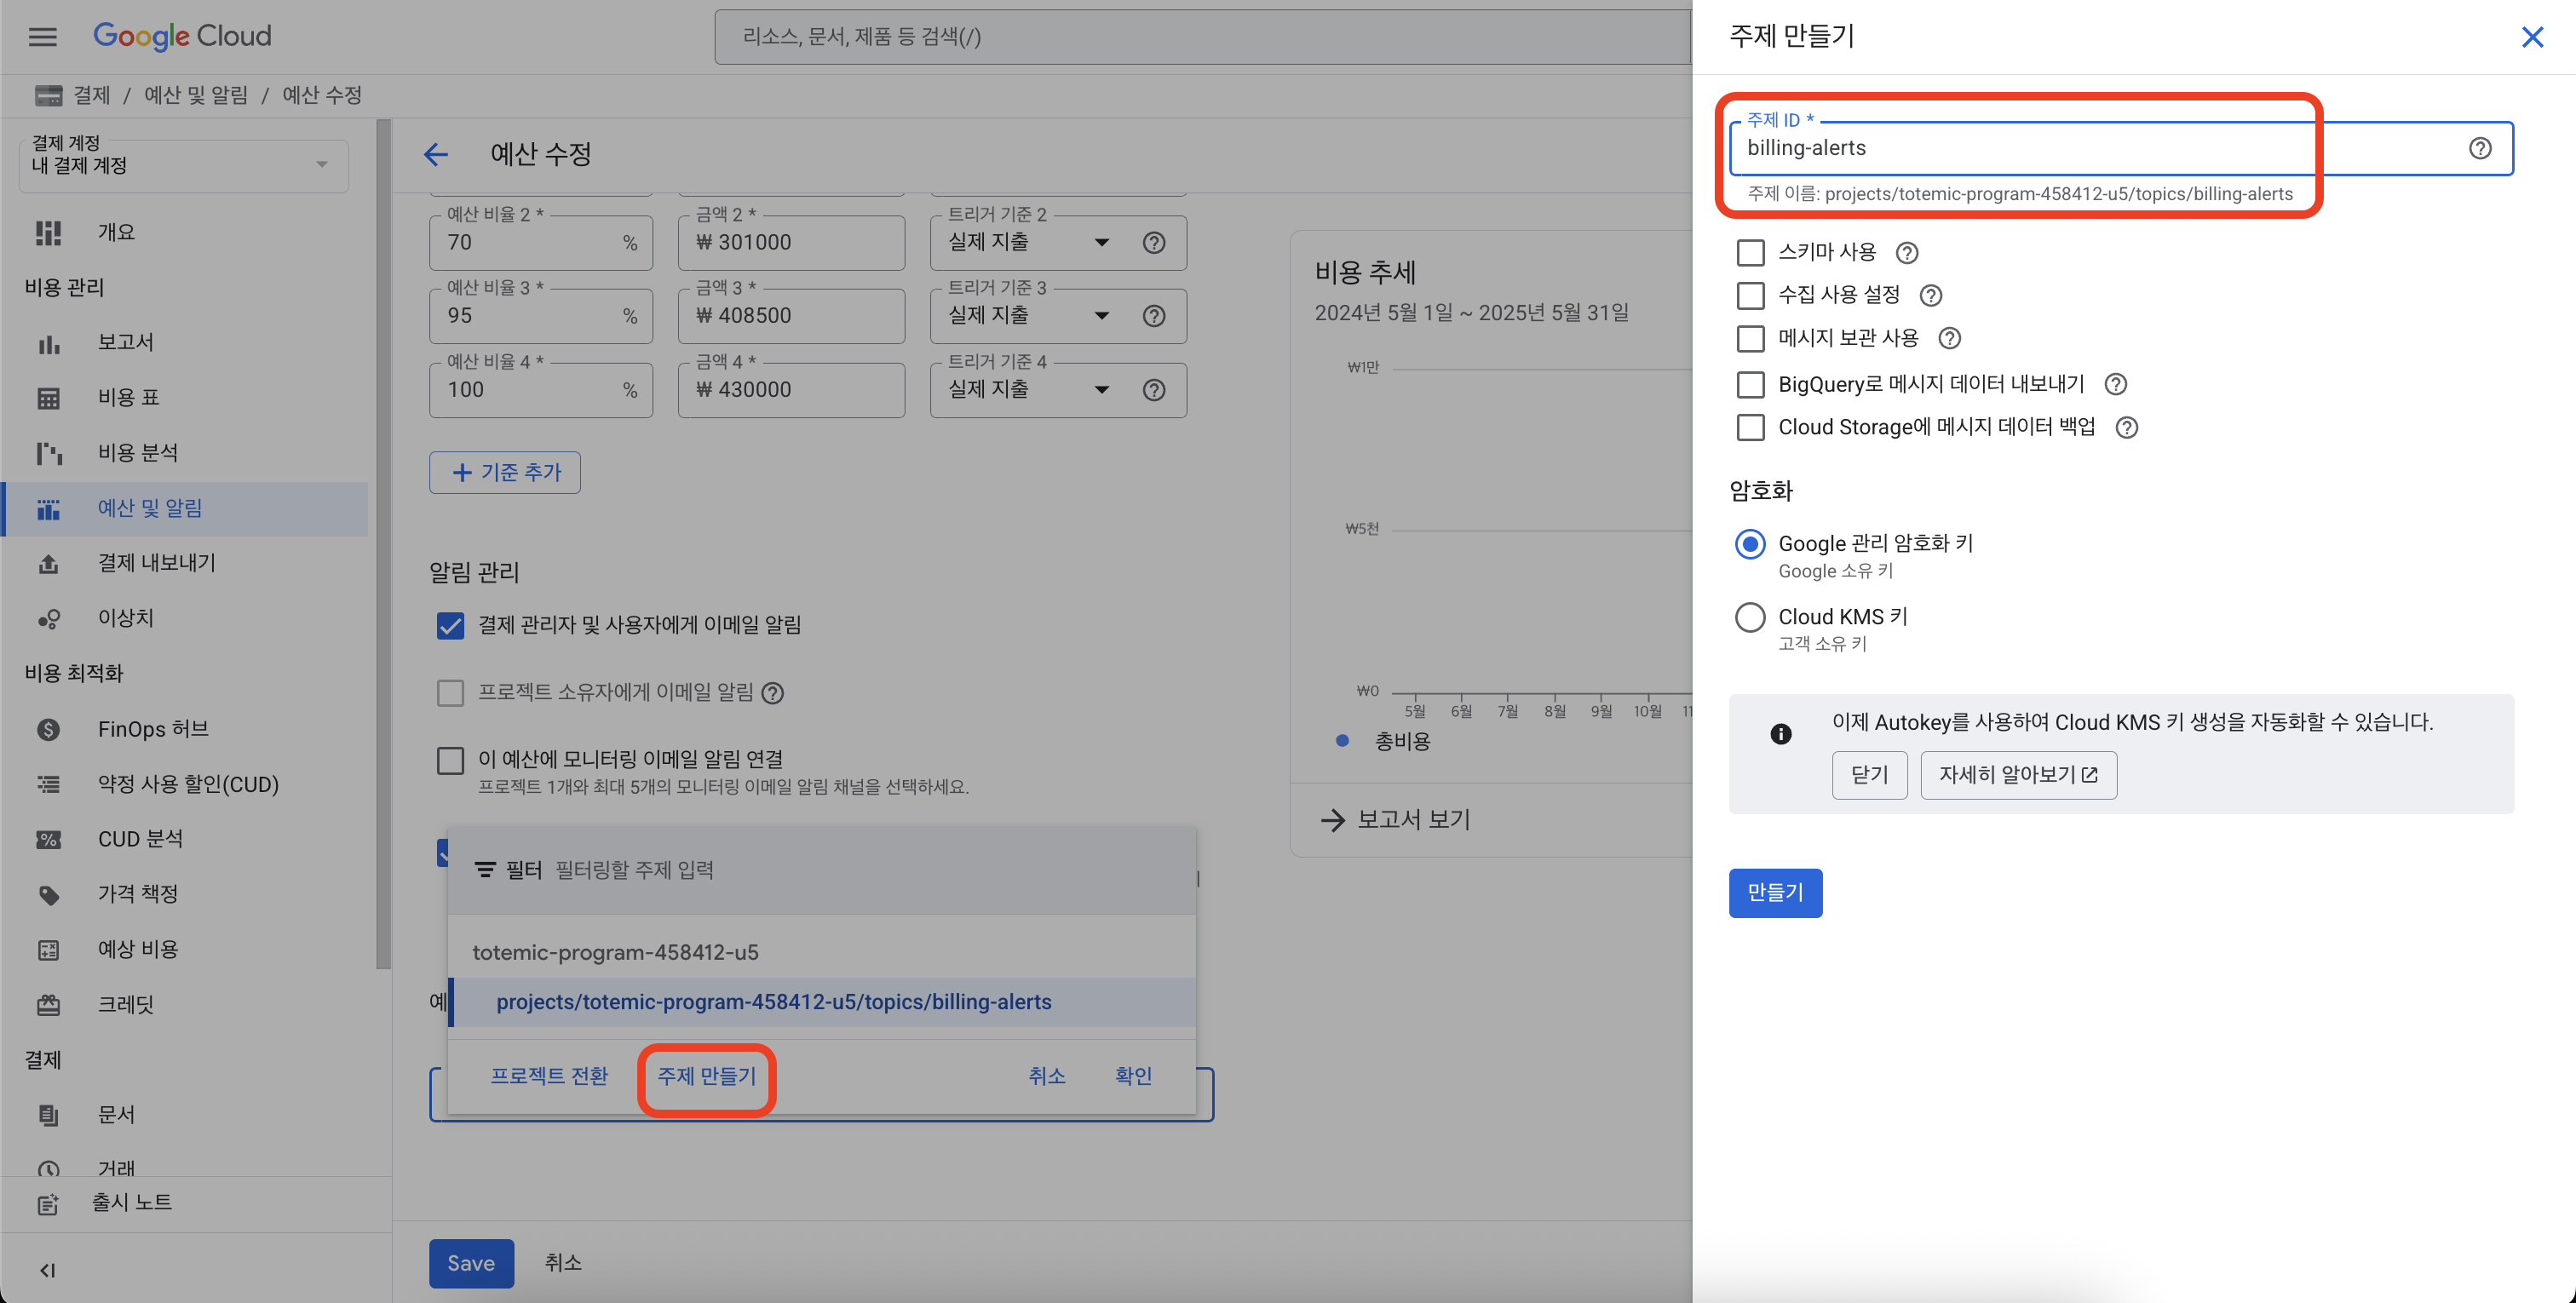 Google Cloud
리소스, 문서, 제품 등 검색(/)
결제 / 예산 및 알림 / 예산 수정
결제 계정
내 결제 계정
개요
비용 관리
보고서
비용 표
비용 분석
예산 및 알림
결제 내보내기
이상치
비용 최적화
FinOps 허브
약정 사용 할인(CUD)
CUD 분석
가격 책정
예상 비용
크레딧
결제
문서
거래
출시 노트
예산 수정
예산 비율 2 * 금액 2 * 트리거 기준 2
70 % ₩ 301000 실제 지출
예산 비율 3 * 금액 3 * 트리거 기준 3
95 % ₩ 408500 실제 지출
예산 비율 4 * 금액 4 * 트리거 기준 4
100 % ₩ 430000 실제 지출
+ 기준 추가
알림 관리
결제 관리자 및 사용자에게 이메일 알림
프로젝트 소유자에게 이메일 알림
이 예산에 모니터링 이메일 알림 연결
프로젝트 1개와 최대 5개의 모니터링 이메일 알림 채널을 선택하세요.
필터 필터링할 주제 입력
totemic-program-458412-u5
예
projects/totemic-program-458412-u5/topics/billing-alerts
프로젝트 전환 주제 만들기 취소 확인
Save 취소
비용 추세
2024년 5월 1일 ~ 2025년 5월 31일
₩1만
₩5천
₩0
5월 6월 7월 8월 9월 10월 11
총비용
보고서 보기
주제 만들기
주제 ID *
billing-alerts
주제 이름: projects/totemic-program-458412-u5/topics/billing-alerts
스키마 사용
수집 사용 설정
메시지 보관 사용
BigQuery로 메시지 데이터 내보내기
Cloud Storage에 메시지 데이터 백업
암호화
Google 관리 암호화 키
Google 소유 키
Cloud KMS 키
고객 소유 키
이제 Autokey를 사용하여 Cloud KMS 키 생성을 자동화할 수 있습니다.
닫기 자세히 알아보기
만들기